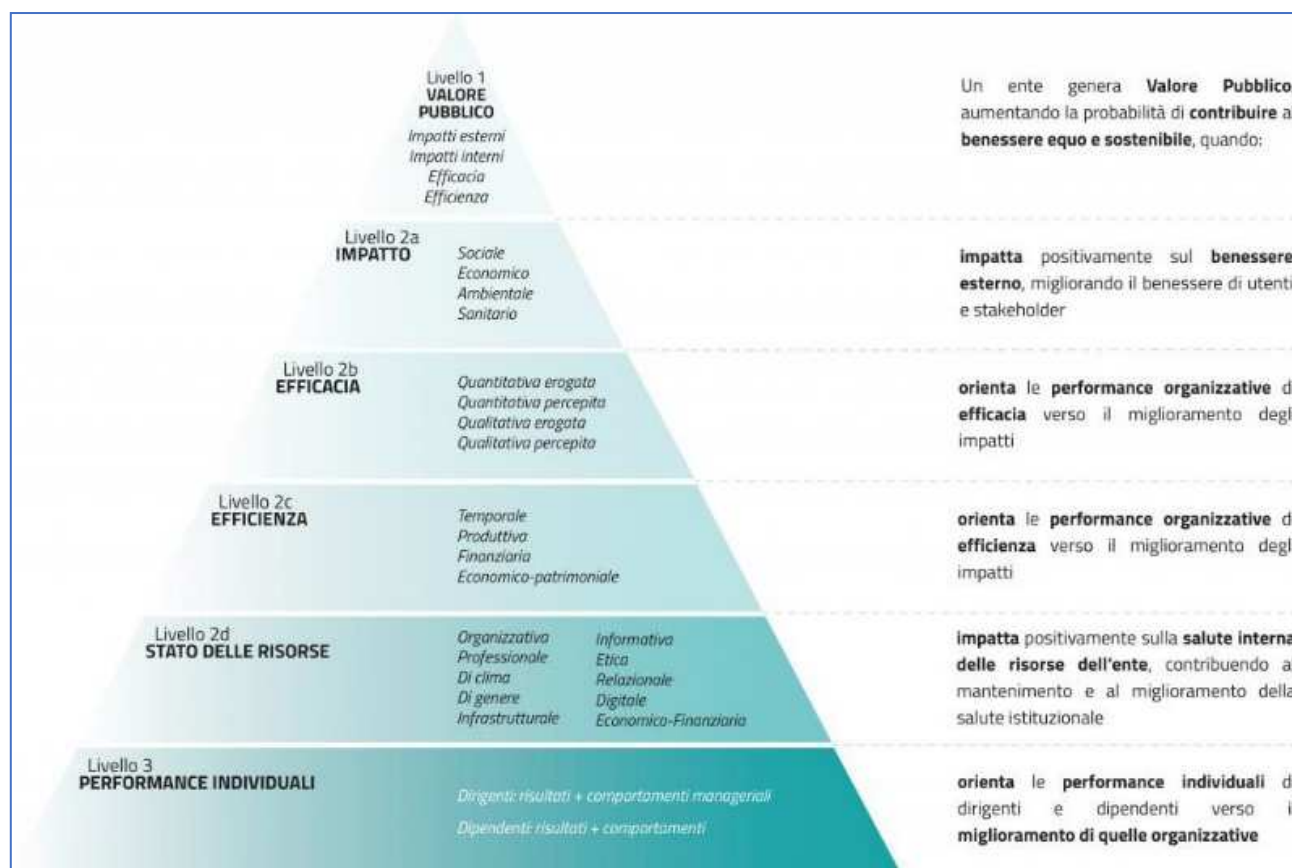 Livello 1
VALORE
PUBBLICO
Impatti esterni
Impatti interni
Efficacia
Efficienza
Un ente genera Valore Pubblico
aumentando la probabilità di contribuire a
benessere equo e sostenibile, quando:
Livello 2a
IMPATTO
Sociale
Economico
Ambientale
Sanitario
impatta positivamente sul benessere
esterno, migliorando il benessere di utenti
e stakeholder
Livello 2b
EFFICACIA
Quantitativa erogata
Quantitativa percepita
Qualitativa erogata
Qualitativa percepita
orienta le performance organizzative d
efficacia verso il miglioramento degl
impatti
Livello 2c
EFFICIENZA
Temporale
Produttiva
Finanziaria
Economico-patrimoniale
orienta le performance organizzative d
efficienza verso il miglioramento degl
impatti
Livello 2d
STATO DELLE RISORSE
Organizzativa
Professionale
Di clima
Di genere
Infrastrutturale
Informativa
Etica
Relazionale
Digitale
Economico-Finanziaria
impatta positivamente sulla salute interna
delle risorse dell'ente, contribuendo a
mantenimento e al miglioramento della
salute istituzionale
Livello 3
PERFORMANCE INDIVIDUALI
Dirigenti: risultati + comportamenti manageriali
Dipendenti: risultati + comportamenti
orienta le performance individuali d
dirigenti e dipendenti verso i
miglioramento di quelle organizzative